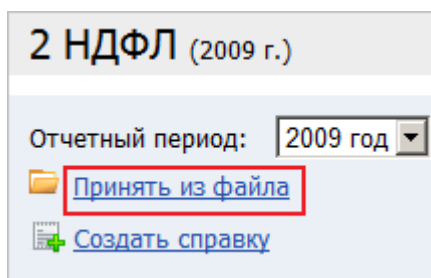 2 НДФЛ (2009 г.)
Отчетный период: 2009 год
Принять из файла
Создать справку